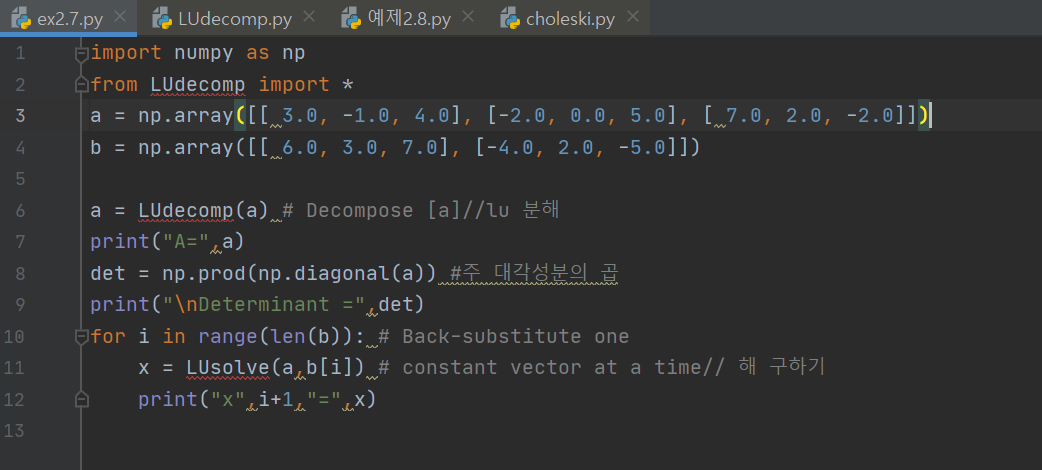 ex2.7.py LUdecomp.py 예제2.8.py choleski.py
1 import numpy as np
2 from LUdecomp import *
3 a = np.array([[ 3.0, -1.0, 4.0], [-2.0, 0.0, 5.0], [ 7.0, 2.0, -2.0]])
4 b = np.array([[ 6.0, 3.0, 7.0], [-4.0, 2.0, -5.0]])
5
6 a = LUdecomp(a) # Decompose [a]//lu 분해
7 print("A=",a)
8 det = np.prod(np.diagonal(a)) #주 대각성분의 곱
9 print("\nDeterminant =",det)
10 for i in range(len(b)): # Back-substitute one
11 x = LUsolve(a,b[i]) # constant vector at a time// 해 구하기
12 print("x",i+1,"=",x)
13